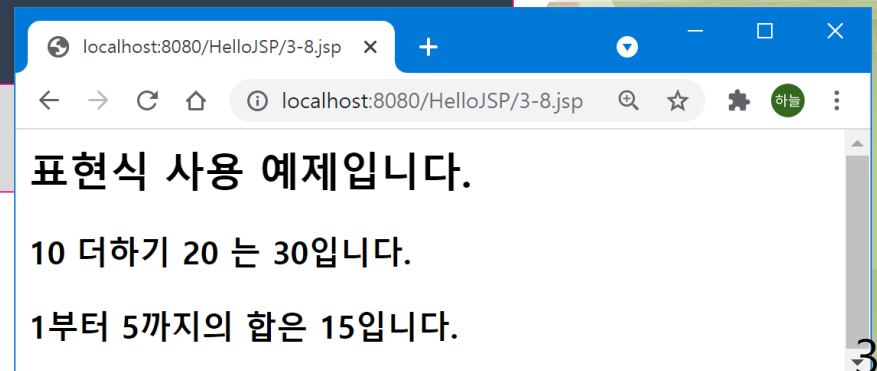 localhost:8080/HelloJSP/3-8.jsp
localhost:8080/HelloJSP/3-8.jsp
하늘
표현식 사용 예제입니다.
10 더하기 20 는 30입니다.
1부터 5까지의 합은 15입니다.
3